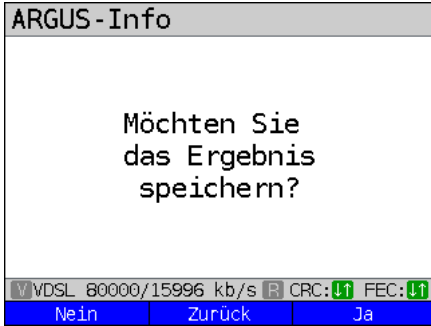 ARGUS-Info
Möchten Sie
das Ergebnis
speichern?
V VDSL 80000/15996 kb/s R CRC:↓↑ FEC:↓↑
Nein Zurück Ja